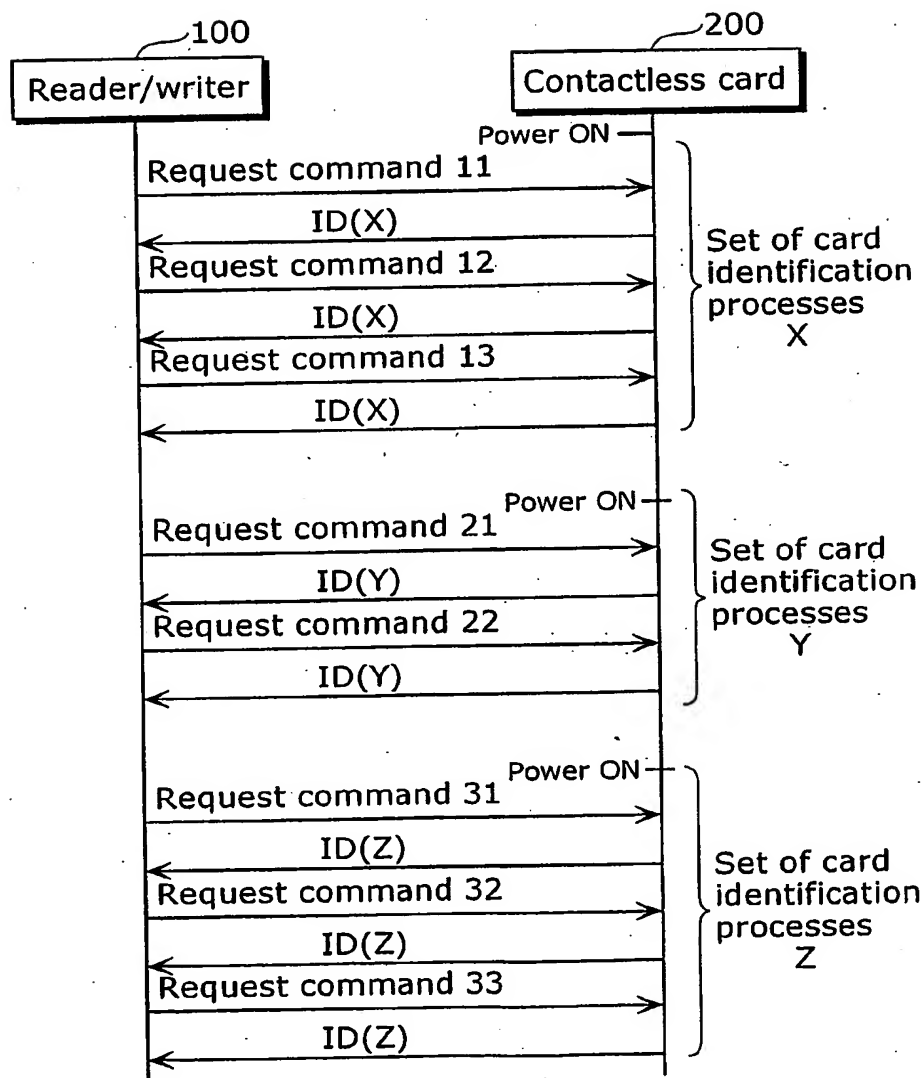 100
200
Reader/writer
Contactless card
Power ON
Request command 11
ID(X)
Request command 12
ID(X)
Request command 13
ID(X)
Set of card
identification
processes
X
Power ON
Request command 21
ID(Y)
Request command 22
ID(Y)
Set of card
identification
processes
Y
Power ON
Request command 31
ID(Z)
Request command 32
ID(Z)
Request command 33
ID(Z)
Set of card
identification
processes
Z